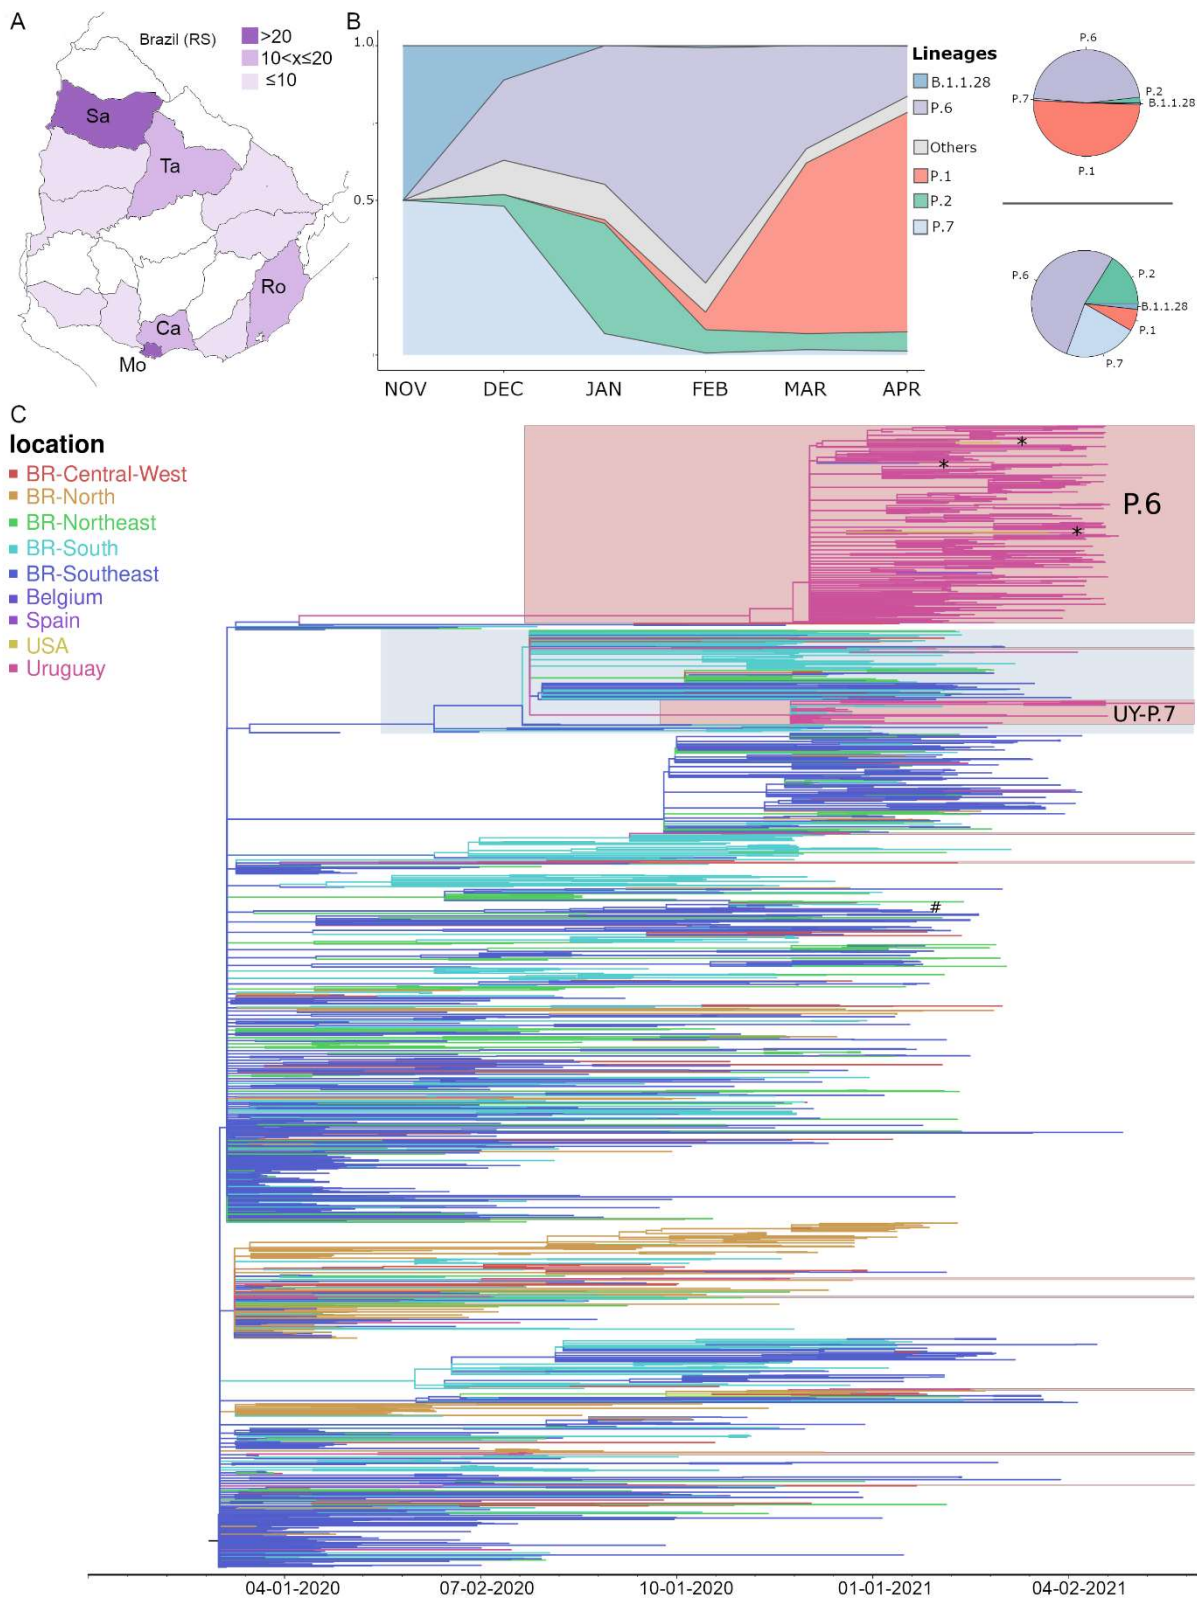 A
Brazil (RS)
>20
10<x≤20
≤10
Sa
Ta
Ro
Ca
Mo
B
1.0
0.5
NOV
DEC
JAN
FEB
MAR
APR
Lineages
B.1.1.28
P.6
Others
P.1
P.2
P.7
P.6
P.2
B.1.1.28
P.7
P.1
P.6
P.2
B.1.1.28
P.1
P.7
C
location
BR-Central-West
BR-North
BR-Northeast
BR-South
BR-Southeast
Belgium
Spain
USA
Uruguay
*
*
P.6
*
UY-P.7
#
04-01-2020
07-02-2020
10-01-2020
01-01-2021
04-02-2021